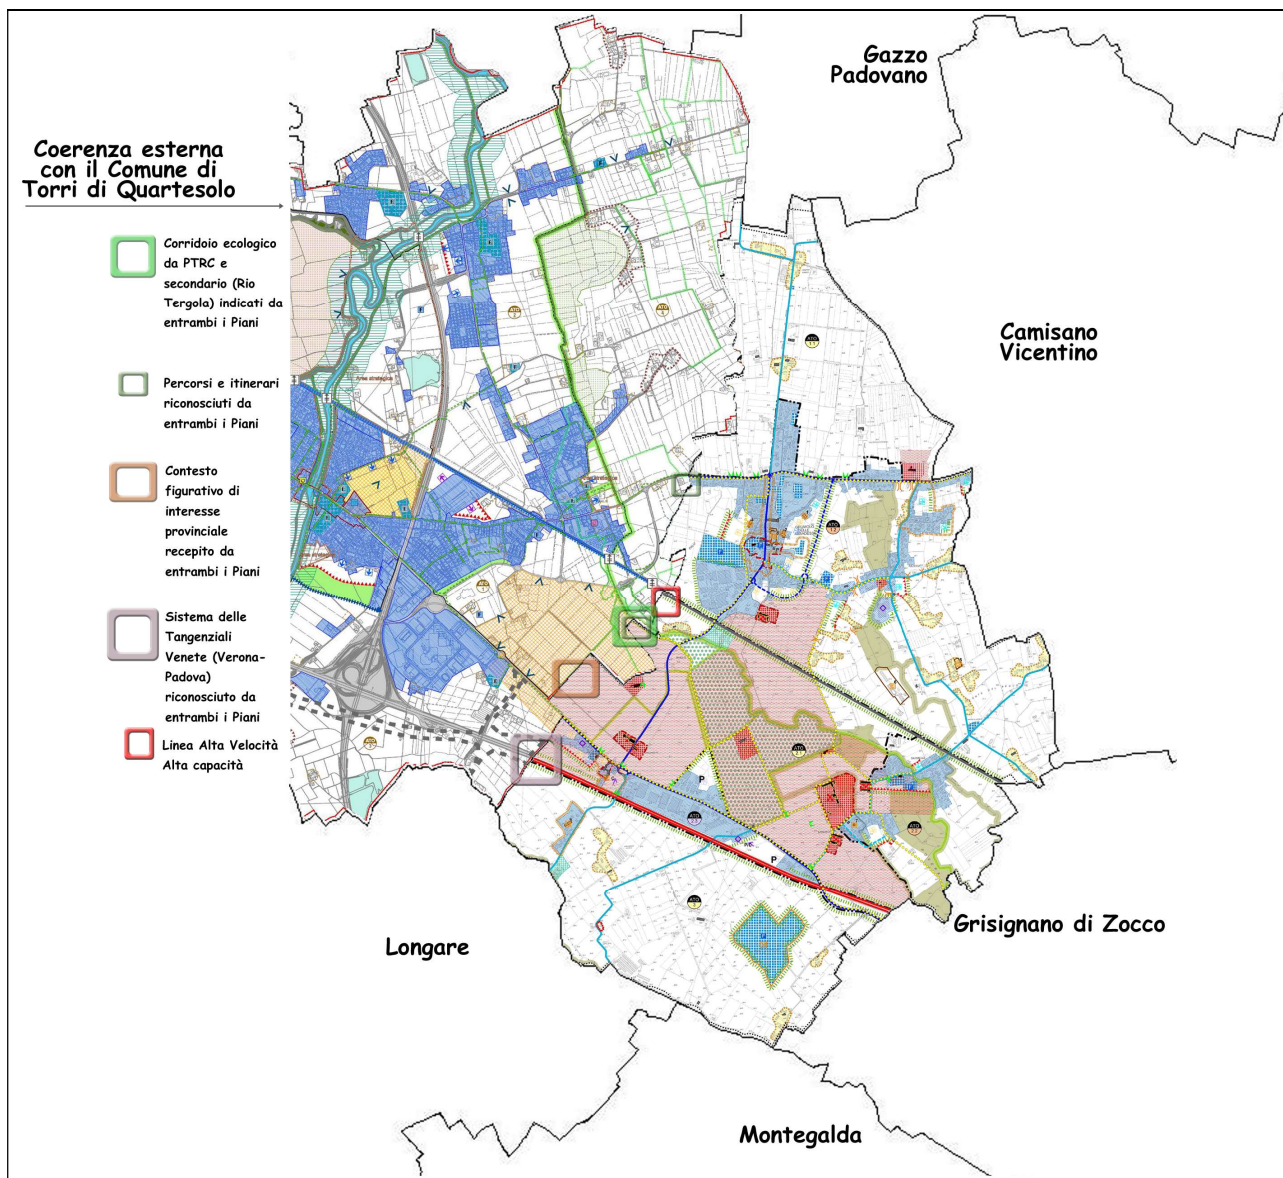 Gazzo
Padovano
Coerenza esterna
con il Comune di
Torri di Quartesolo
Corridoio ecologico
da PTRC e
secondario (Rio
Tergola) indicati da
entrambi i Piani
Camisano
Vicentino
Percorsi e itinerari
riconosciuti da
entrambi i Piani
Contesto
figurativo di
interesse
provinciale
recepito da
entrambi i Piani
Sistema delle
Tangenziali
Venete (Verona-
Padova)
riconosciuto da
entrambi i Piani
Linea Alta Velocità
Alta capacità
P
P
Grisignano di Zocco
Longare
Montegalda